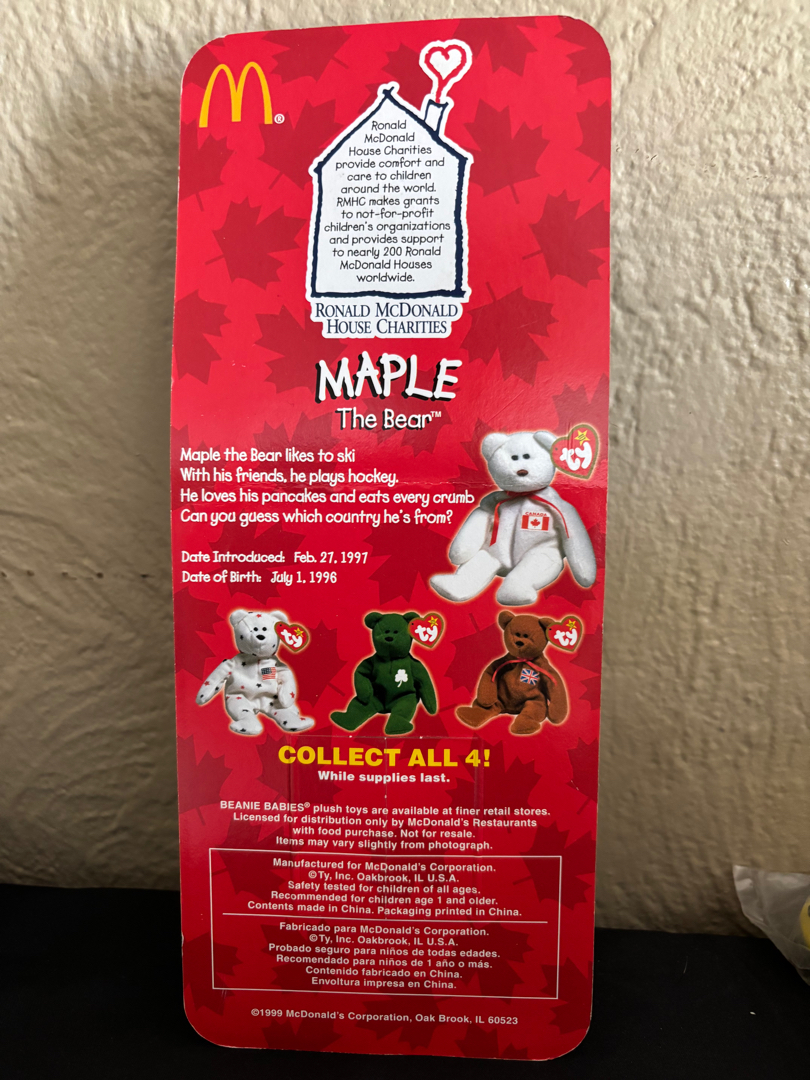 M®
Ronald
McDonald
House Charities
provide comfort and
care to children
around the world.
RMHC makes grants
to not-for-profit
children's organizations
and provides support
to nearly 200 Ronald
McDonald Houses
worldwide.
RONALD MCDONALD
HOUSE CHARITIES
MAPLE
The Bear™
Maple the Bear likes to ski
With his friends, he plays hockey.
He loves his pancakes and eats every crumb
Can you guess which country he's from?
ty
CANADA
Date Introduced: Feb. 27, 1997
Date of Birth: July 1, 1996
ty
ty
ty
COLLECT ALL 4!
While supplies last.
BEANIE BABIES® plush toys are available at finer retail stores.
Licensed for distribution only by McDonald's Restaurants
with food purchase. Not for resale.
Items may vary slightly from photograph.
Manufactured for McDonald's Corporation.
©Ty, Inc. Oakbrook, IL U.S.A.
Safety tested for children of all ages.
Recommended for children age 1 and older.
Contents made in China. Packaging printed in China.
Fabricado para McDonald's Corporation.
©Ty, Inc. Oakbrook, IL U.S.A.
Probado seguro para niños de todas edades.
Recomendado para niños de 1 año o más.
Contenido fabricado en China.
Envoltura impresa en China.
©1999 McDonald's Corporation, Oak Brook, IL 60523